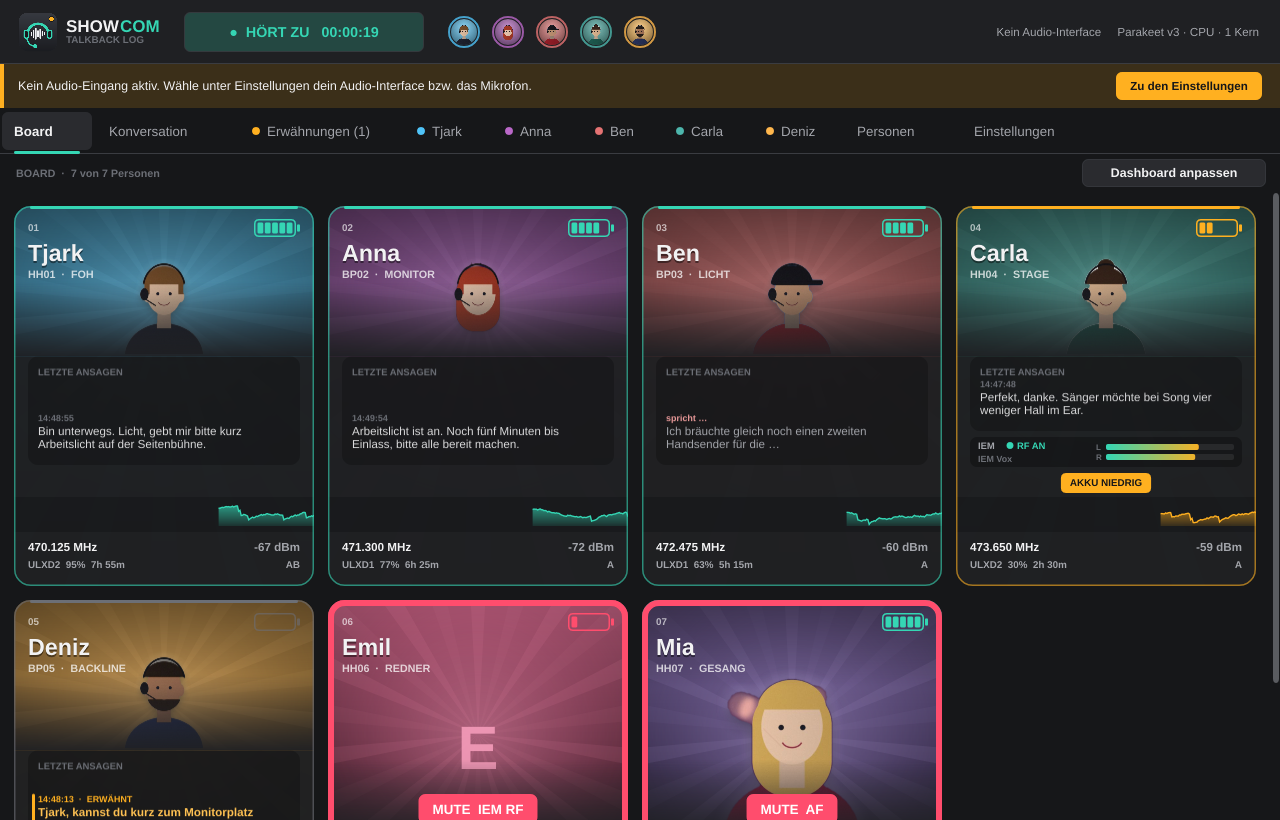 SHOWCOM
TALKBACK LOG
HÖRT ZU 00:00:19
Kein Audio-Interface
Parakeet v3 · CPU · 1 Kern
Kein Audio-Eingang aktiv. Wähle unter Einstellungen dein Audio-Interface bzw. das Mikrofon.
Zu den Einstellungen
Board
Konversation
Erwähnungen (1)
Tjark
Anna
Ben
Carla
Deniz
Personen
Einstellungen
BOARD · 7 von 7 Personen
Dashboard anpassen
01
Tjark
HH01 · FOH
LETZTE ANSAGEN
14:48:55
Bin unterwegs. Licht, gebt mir bitte kurz
Arbeitslicht auf der Seitenbühne.
470.125 MHz
-67 dBm
ULXD2 95% 7h 55m
AB
02
Anna
BP02 · MONITOR
LETZTE ANSAGEN
14:49:54
Arbeitslicht ist an. Noch fünf Minuten bis
Einlass, bitte alle bereit machen.
471.300 MHz
-72 dBm
ULXD1 77% 6h 25m
A
03
Ben
BP03 · LICHT
LETZTE ANSAGEN
spricht …
Ich bräuchte gleich noch einen zweiten
Handsender für die …
472.475 MHz
-60 dBm
ULXD1 63% 5h 15m
A
04
Carla
HH04 · STAGE
LETZTE ANSAGEN
14:47:48
Perfekt, danke. Sänger möchte bei Song vier
weniger Hall im Ear.
IEM RF AN
IEM Vox
L
R
AKKU NIEDRIG
473.650 MHz
-59 dBm
ULXD2 30% 2h 30m
A
05
Deniz
BP05 · BACKLINE
LETZTE ANSAGEN
14:48:13 · ERWÄHNT
Tjark, kannst du kurz zum Monitorplatz
06
Emil
HH06 · REDNER
E
MUTE IEM RF
07
Mia
HH07 · GESANG
MUTE AF